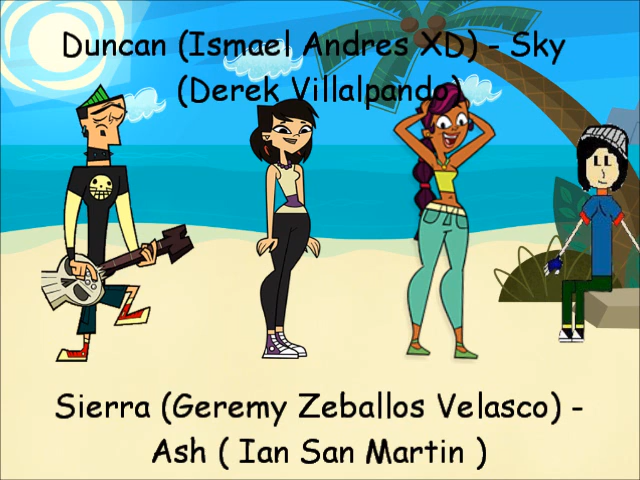 Duncan (Ismael Andres XD) - Sky
(Derek Villalpando)
Sierra (Geremy Zeballos Velasco) -
Ash ( Ian San Martin )